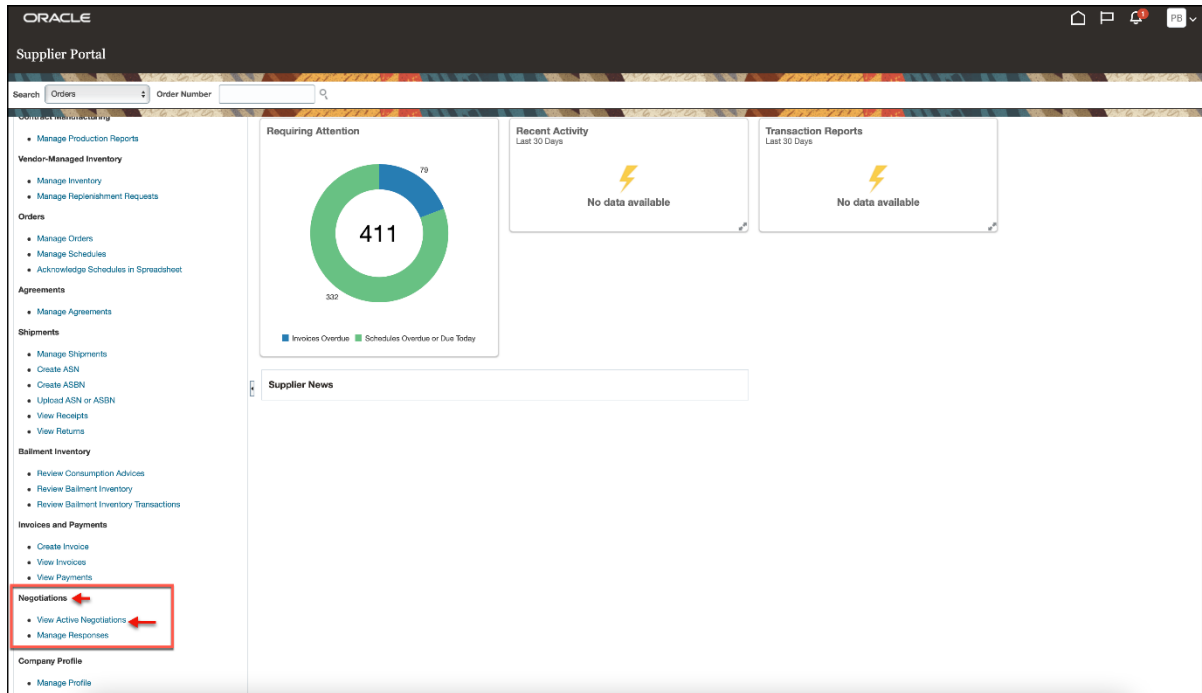 ORACLE
1
PB
Supplier Portal
Search Orders Order Number
Contract Manufacturing
Manage Production Reports
Vendor-Managed Inventory
Manage Inventory
Manage Replenishment Requests
Orders
Manage Orders
Manage Schedules
Acknowledge Schedules in Spreadsheet
Agreements
Manage Agreements
Shipments
Manage Shipments
Create ASN
Create ASBN
Upload ASN or ASBN
View Receipts
View Returns
Bailment Inventory
Review Consumption Advices
Review Bailment Inventory
Review Bailment Inventory Transactions
Invoices and Payments
Create Invoice
View Invoices
View Payments
Negotiations
View Active Negotiations
Manage Responses
Company Profile
Manage Profile
Requiring Attention
79
411
332
Invoices Overdue Schedules Overdue or Due Today
Recent Activity
Last 30 Days
No data available
Transaction Reports
Last 30 Days
No data available
Supplier News